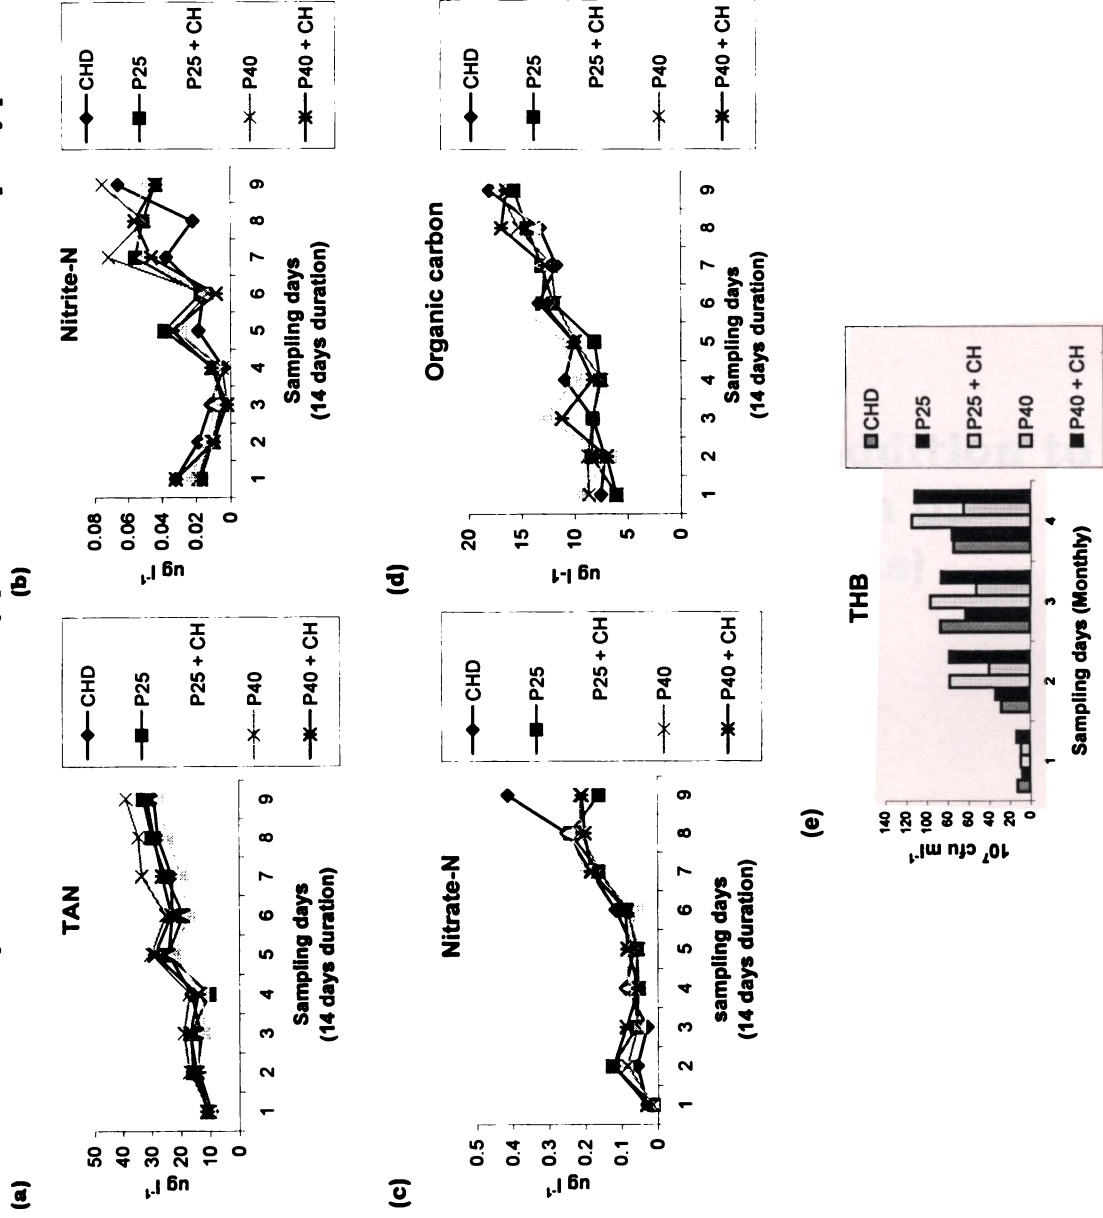 (a)
TAN
ug l-1
50
40
30
20
10
0
1 2 3 4 5 6 7 8 9
Sampling days
(14 days duration)
CHD
P25
P25 + CH
P40
P40 + CH
(b)
Nitrite-N
ug l-1
0.08
0.06
0.04
0.02
0
1 2 3 4 5 6 7 8 9
Sampling days
(14 days duration)
CHD
P25
P25 + CH
P40
P40 + CH
(c)
Nitrate-N
ug l-1
0.5
0.4
0.3
0.2
0.1
0
1 2 3 4 5 6 7 8 9
sampling days
(14 days duration)
CHD
P25
P25 + CH
P40
P40 + CH
(d)
Organic carbon
ug l-1
20
15
10
5
0
1 2 3 4 5 6 7 8 9
Sampling days
(14 days duration)
CHD
P25
P25 + CH
P40
P40 + CH
(e)
THB
10⁷ cfu ml-1
140
120
100
80
60
40
20
0
1 2 3 4
Sampling days (Monthly)
CHD
P25
P25 + CH
P40
P40 + CH